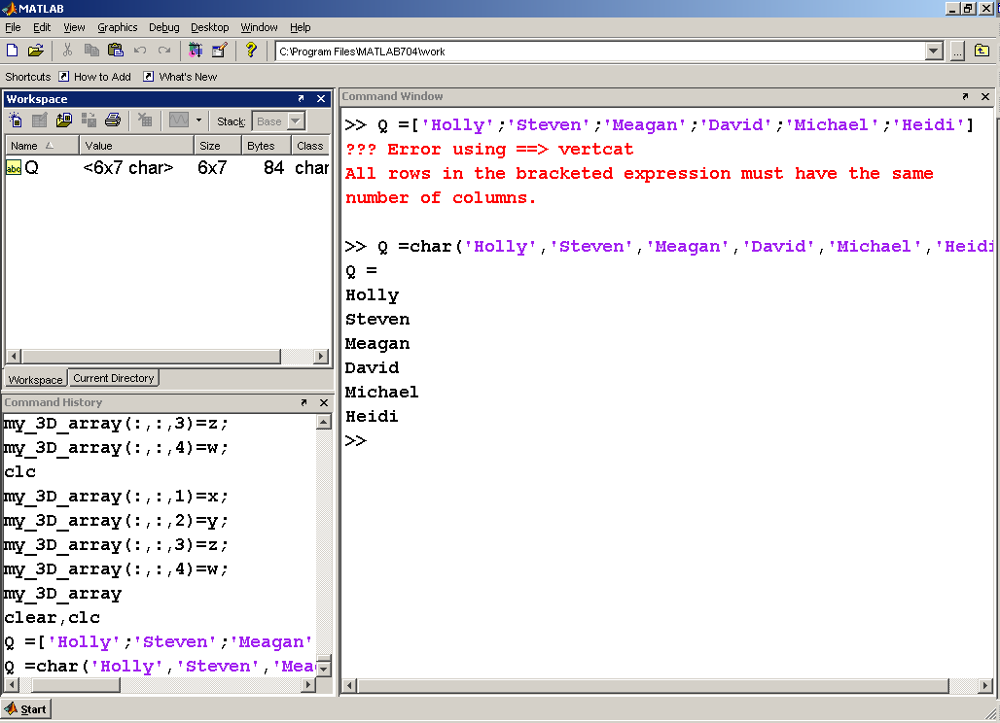 MATLAB
File Edit View Graphics Debug Desktop Window Help
C:\Program Files\MATLAB704\work
...
Shortcuts How to Add What's New
Workspace
Stack: Base
Name Value Size Bytes Class
abc Q <6x7 char> 6x7 84 char
Workspace Current Directory
Command History
my_3D_array(:,:,3)=z;
my_3D_array(:,:,4)=w;
clc
my_3D_array(:,:,1)=x;
my_3D_array(:,:,2)=y;
my_3D_array(:,:,3)=z;
my_3D_array(:,:,4)=w;
my_3D_array
clear,clc
Q =['Holly';'Steven';'Meagan'
Q =char('Holly','Steven','Mea
Command Window
>> Q =['Holly';'Steven';'Meagan';'David';'Michael';'Heidi']
??? Error using ==> vertcat
All rows in the bracketed expression must have the same
number of columns.
>> Q =char('Holly','Steven','Meagan','David','Michael','Heidi
Q =
Holly
Steven
Meagan
David
Michael
Heidi
>>
Start